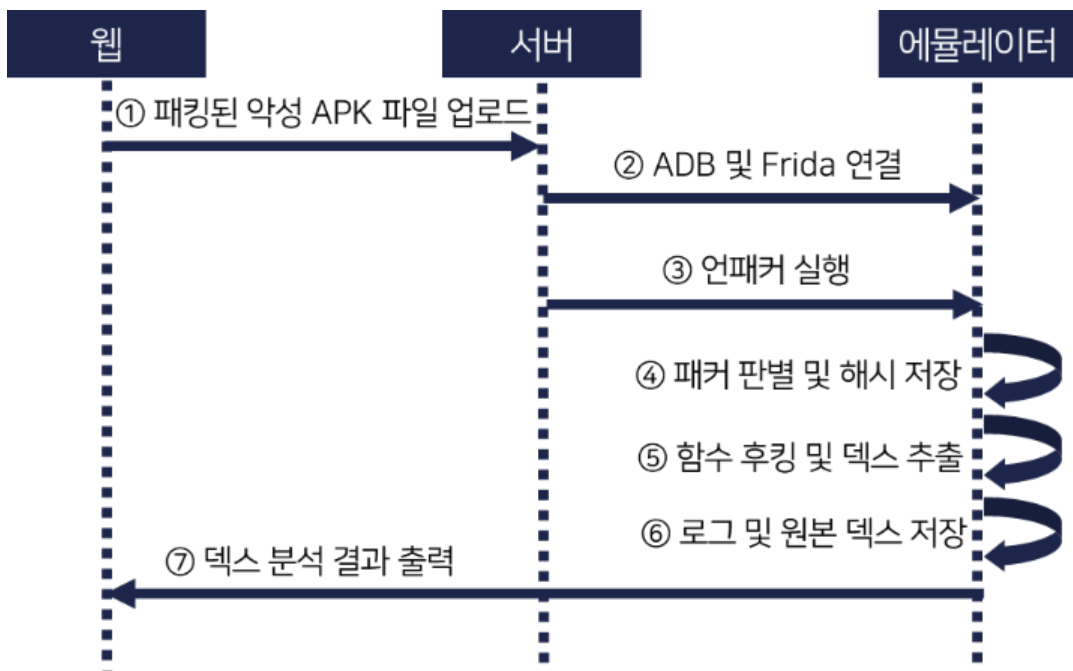 웹
서버
에뮬레이터
① 패킹된 악성 APK 파일 업로드
② ADB 및 Frida 연결
③ 언패커 실행
④ 패커 판별 및 해시 저장
⑤ 함수 후킹 및 덱스 추출
⑥ 로그 및 원본 덱스 저장
⑦ 덱스 분석 결과 출력